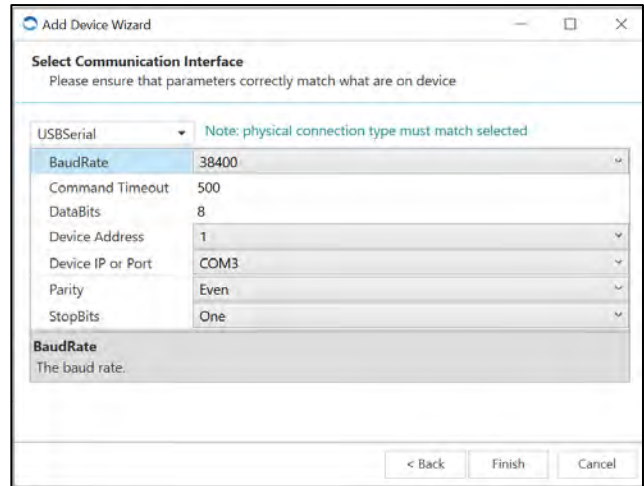 Add Device Wizard
Select Communication Interface
Please ensure that parameters correctly match what are on device
USBSerial Note: physical connection type must match selected
BaudRate 38400
Command Timeout 500
DataBits 8
Device Address 1
Device IP or Port COM3
Parity Even
StopBits One
BaudRate
The baud rate.
< Back Finish Cancel